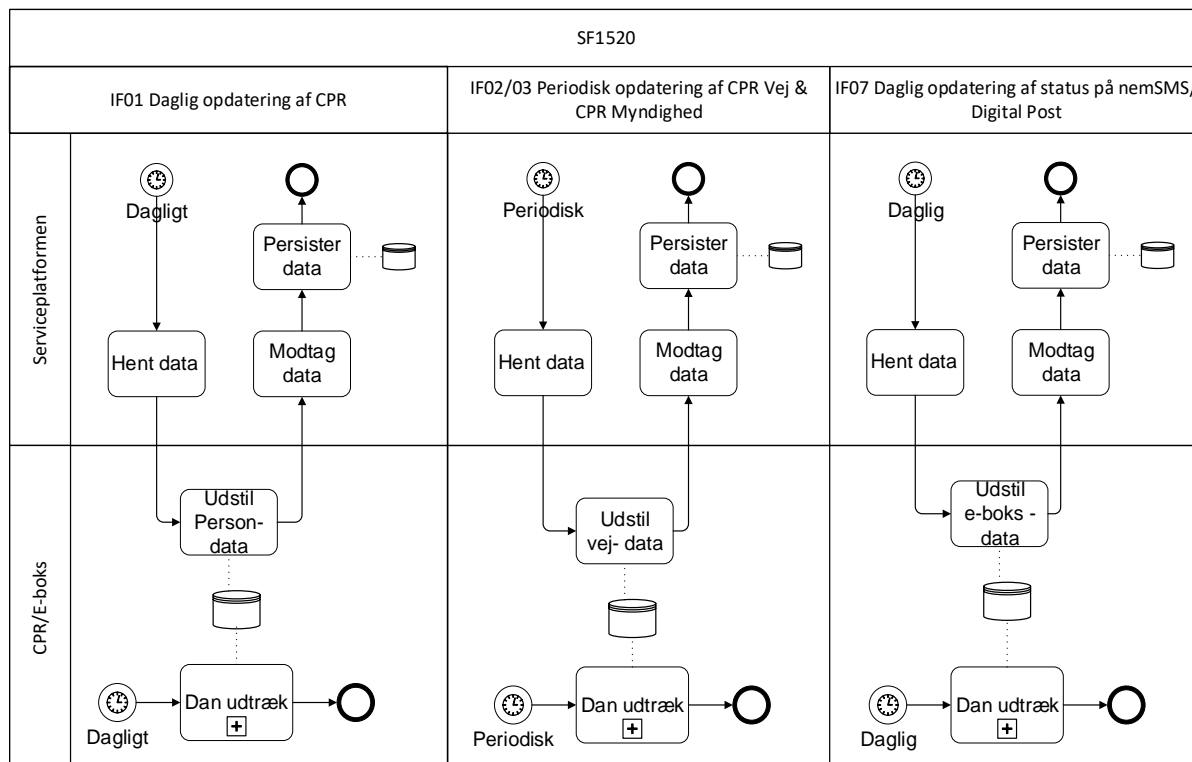 SF1520
IF01 Daglig opdatering af CPR
IF02/03 Periodisk opdatering af CPR Vej &
CPR Myndighed
IF07 Daglig opdatering af status på nemSMS/
Digital Post
Serviceplatformen
Dagligt
Persister
data
Hent data
Modtag
data
Periodisk
Persister
data
Hent data
Modtag
data
Daglig
Persister
data
Hent data
Modtag
data
CPR/E-boks
Udstil
Person-
data
Dan udtræk
Dagligt
Udstil
vej- data
Dan udtræk
Periodisk
Udstil
e-boks -
data
Dan udtræk
Daglig